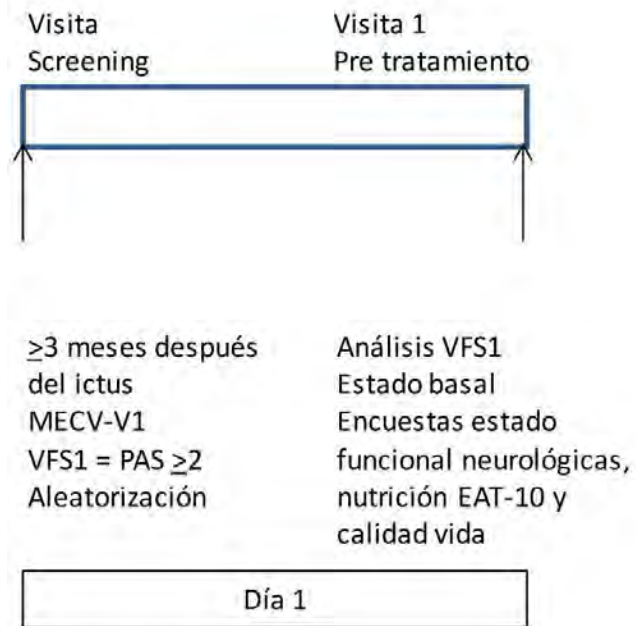 Visita
Screening
Visita 1
Pre tratamiento
≥3 meses después
del ictus
MECV-V1
VFS1 = PAS ≥2
Aleatorización
Análisis VFS1
Estado basal
Encuestas estado
funcional neurológicas,
nutrición EAT-10 y
calidad vida
Día 1